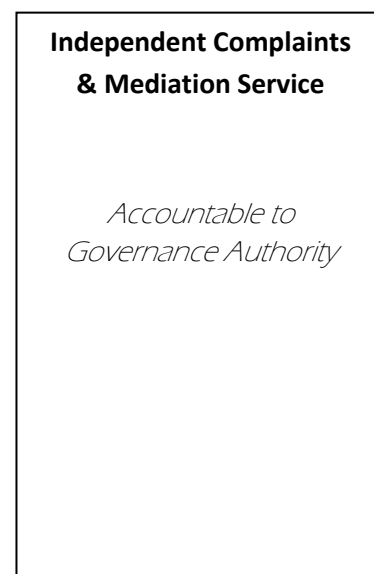 Independent Complaints
& Mediation Service
Accountable to
Governance Authority